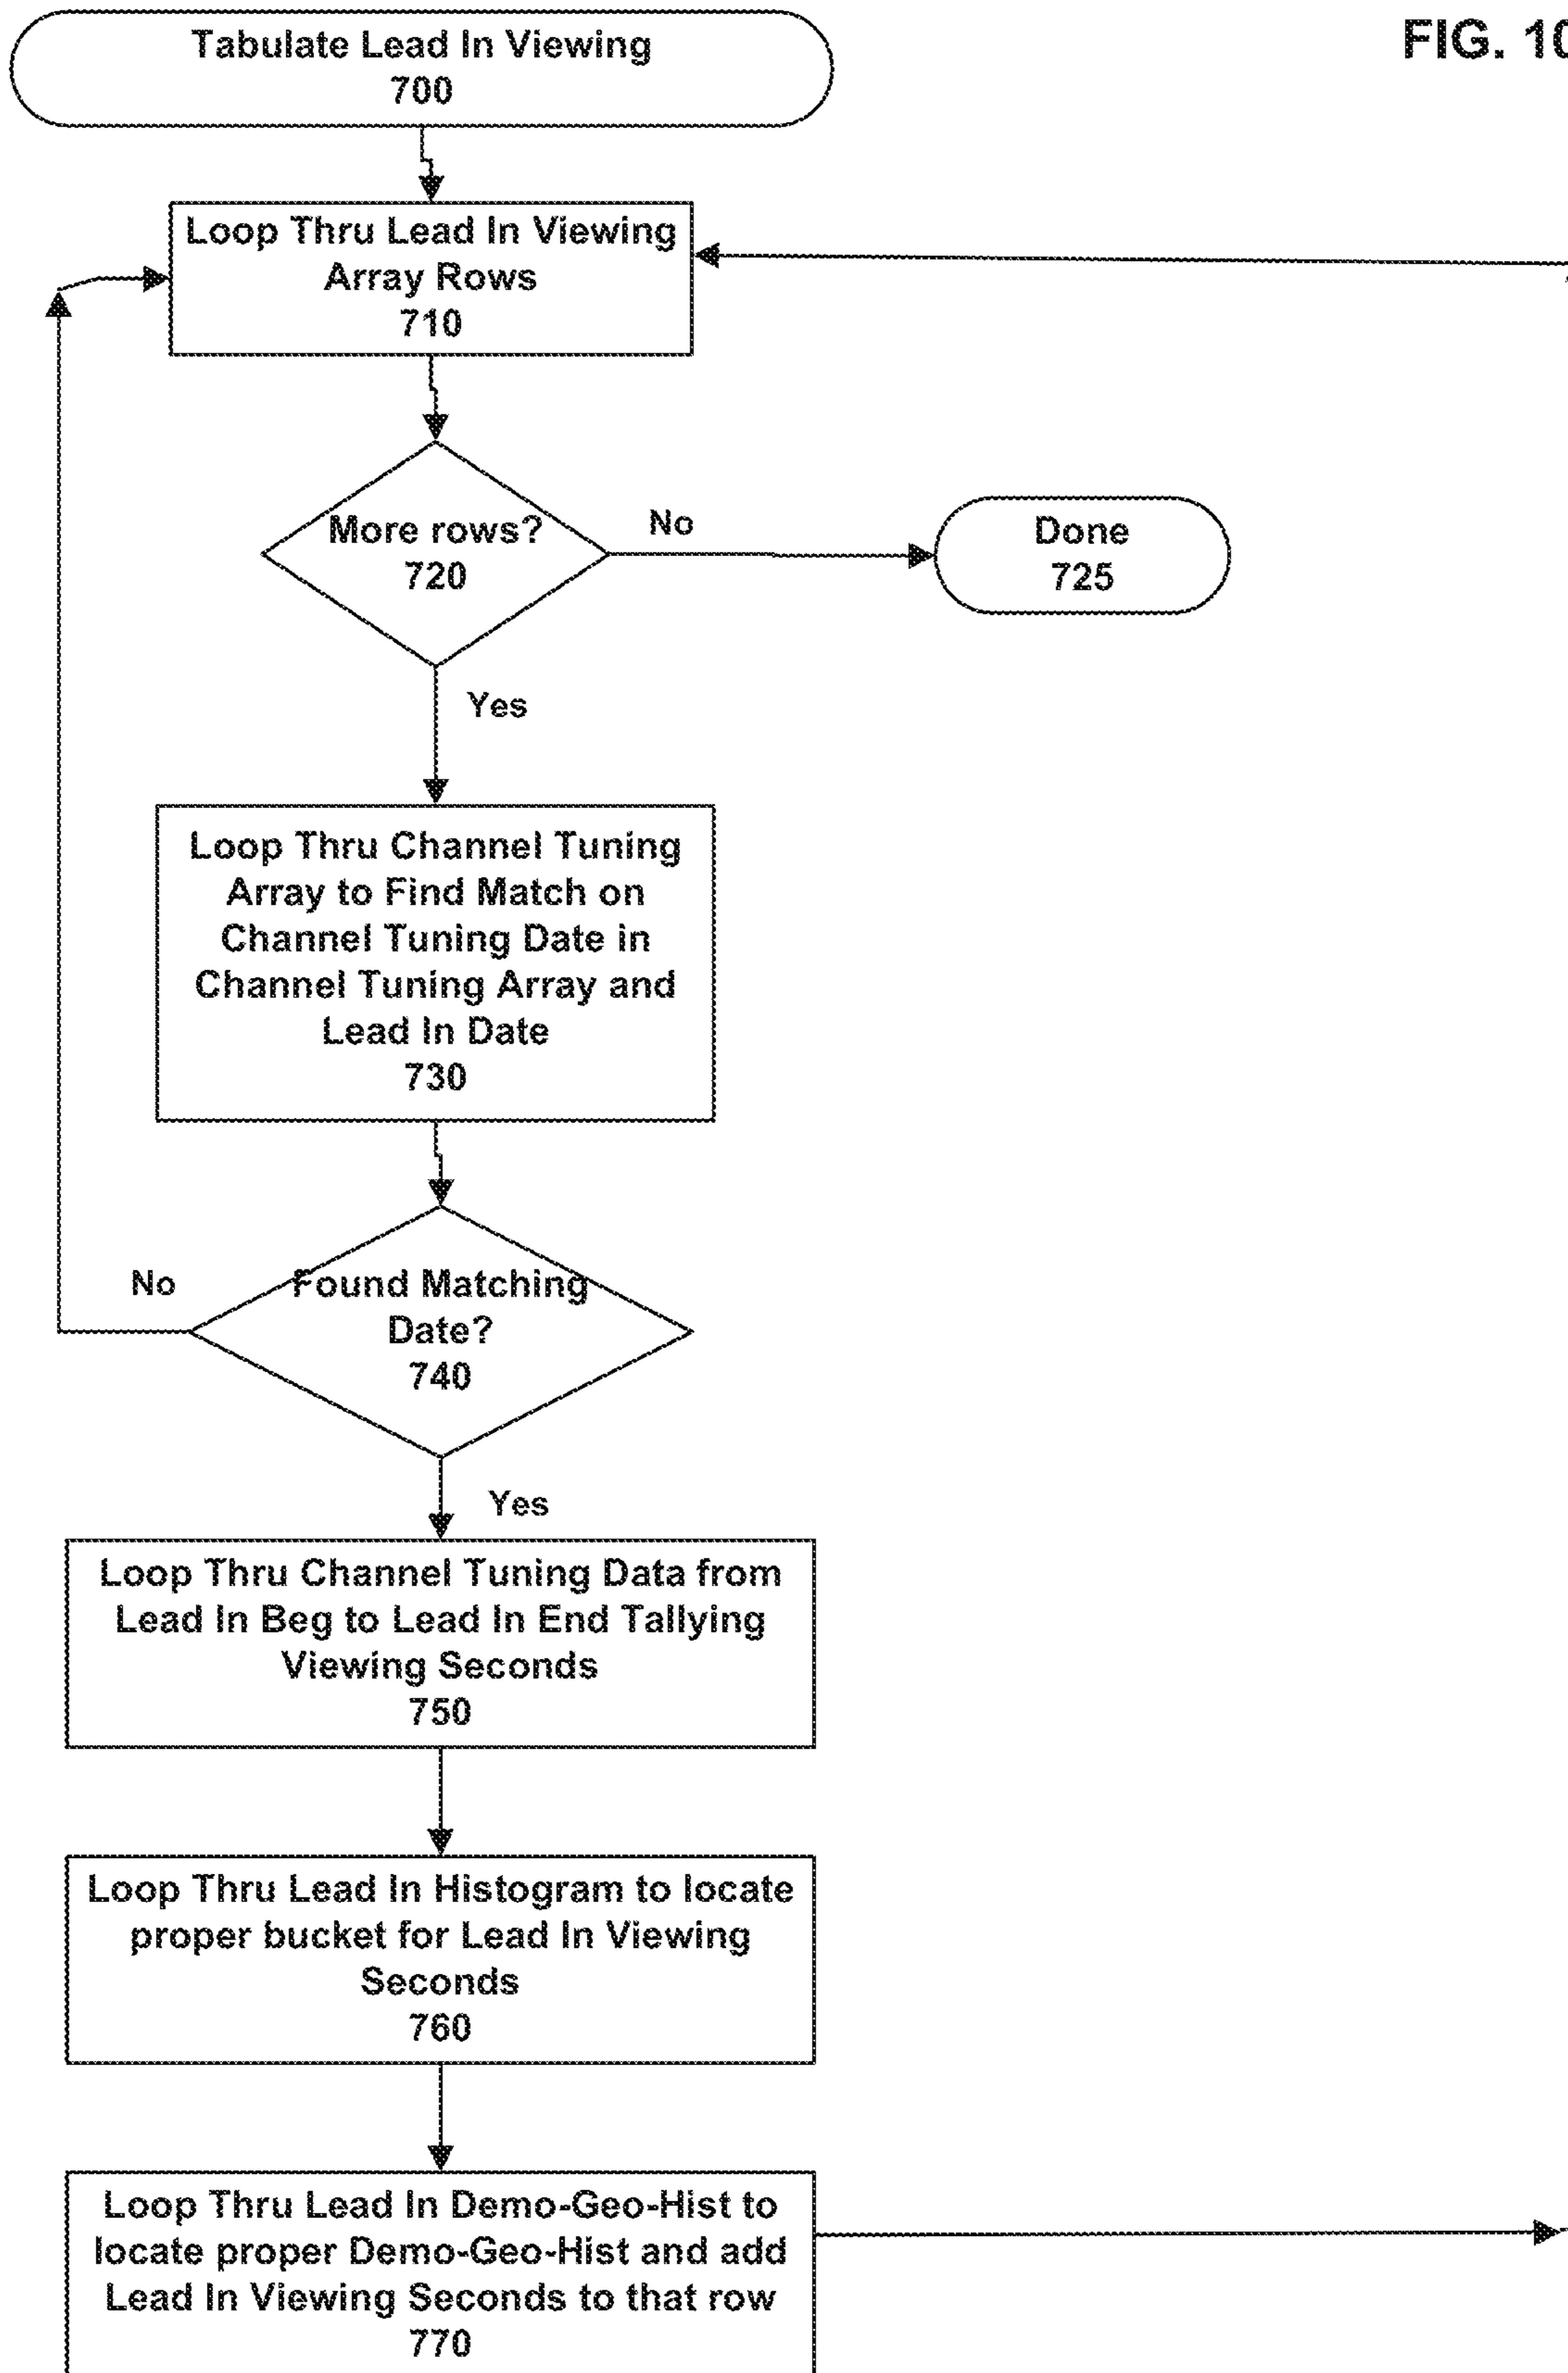 FIG. 10
Tabulate Lead In Viewing
700
Loop Thru Lead In Viewing
Array Rows
710
More rows?
720
No
Done
725
Yes
Loop Thru Channel Tuning
Array to Find Match on
Channel Tuning Date in
Channel Tuning Array and
Lead In Date
730
No
Found Matching
Date?
740
Yes
Loop Thru Channel Tuning Data from
Lead In Beg to Lead In End Tallying
Viewing Seconds
750
Loop Thru Lead In Histogram to locate
proper bucket for Lead In Viewing
Seconds
760
Loop Thru Lead In Demo-Geo-Hist to
locate proper Demo-Geo-Hist and add
Lead In Viewing Seconds to that row
770